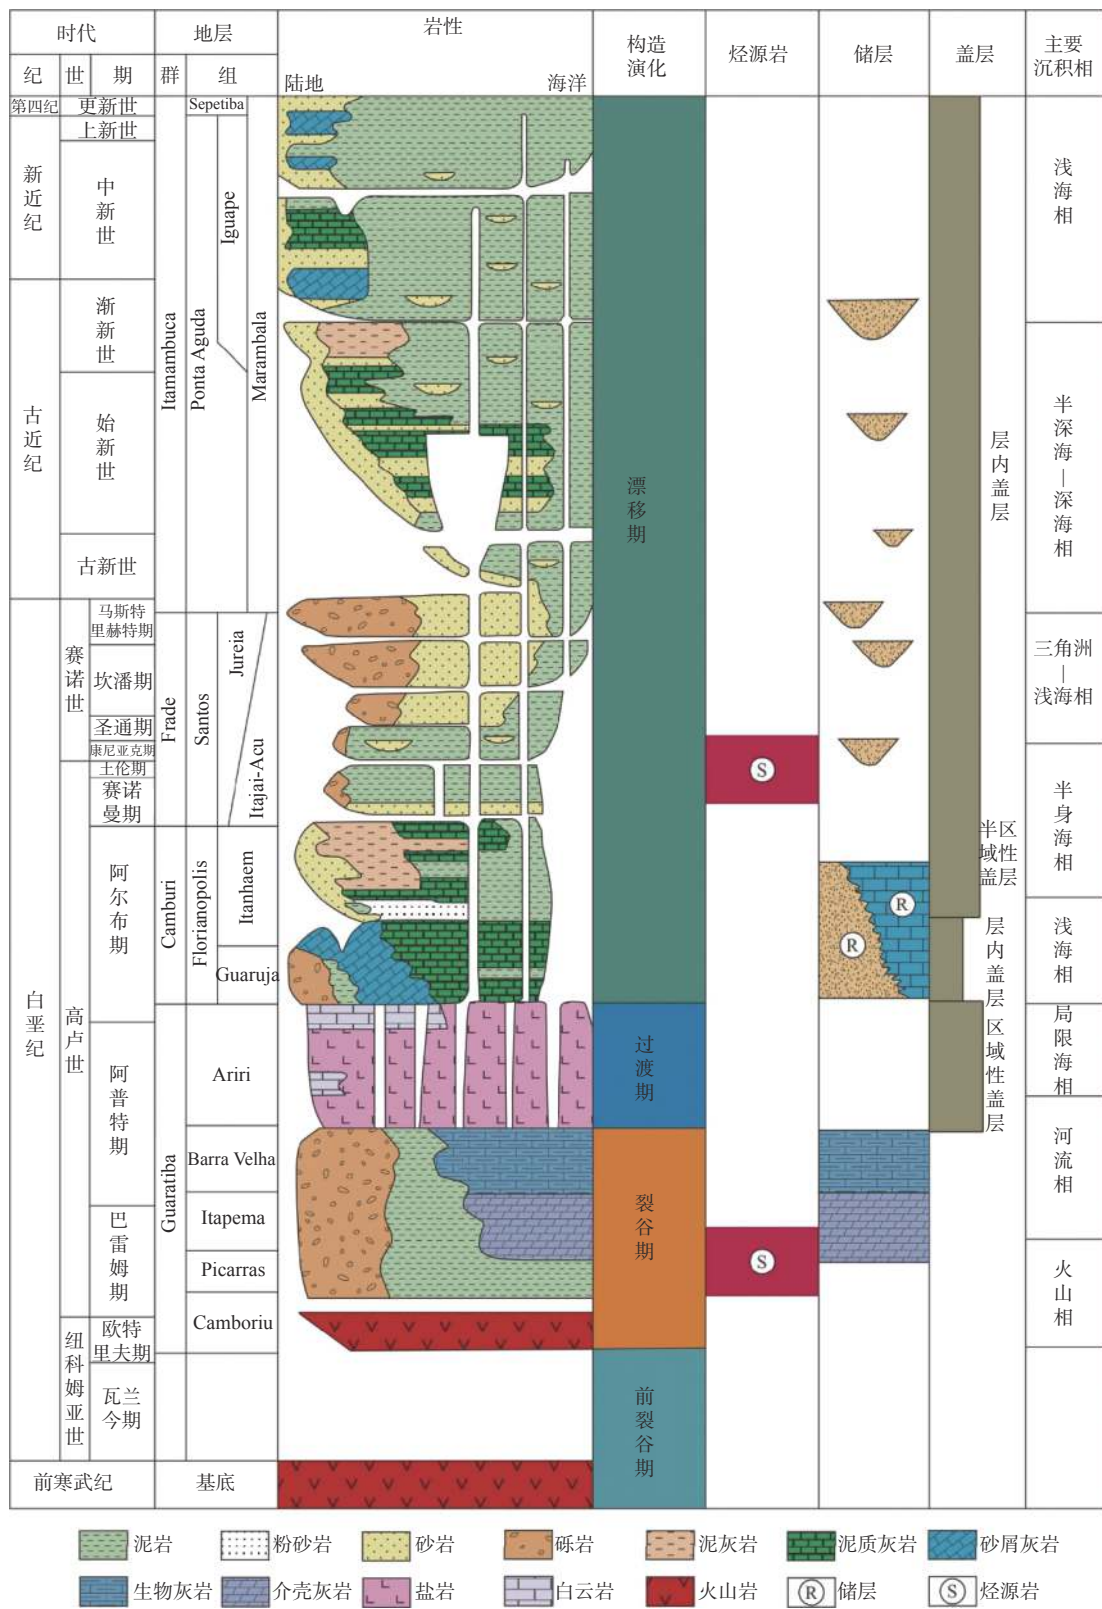 时代
地层
岩性
构造
演化
烃源岩
储层
盖层
主要
沉积相
纪
世
期
群
组
陆地
海洋
第四纪
更新世
Sepetiba
上新世
新近纪
中新世
Iguape
浅海相
渐新世
古近纪
始新世
古新世
Itamambuca
Ponta Aguda
Marambala
漂移期
层内盖层
半深海—深海相
马斯特
里赫特期
赛诺世
坎潘期
圣通期
康尼亚克期
土伦期
赛诺
曼期
Frade
Santos
Jureia
Itajai-Acu
S
三角洲
—
浅海相
半身海相
半区域性盖层
白垩纪
高卢世
阿尔布期
Camburi
Florianopolis
Itanhaem
Guaruja
R
R
层内盖层
浅海相
阿普特期
Guaratiba
Ariri
过渡期
区域性盖层
局限海相
Barra Velha
裂谷期
河流相
巴雷姆期
Itapema
Picarras
S
火山相
Camboriu
纽科姆亚世
欧特
里夫期
瓦兰
今期
前裂谷期
前寒武纪
基底
泥岩
粉砂岩
砂岩
砾岩
泥灰岩
泥质灰岩
砂屑灰岩
生物灰岩
介壳灰岩
盐岩
白云岩
火山岩
R
储层
S
烃源岩